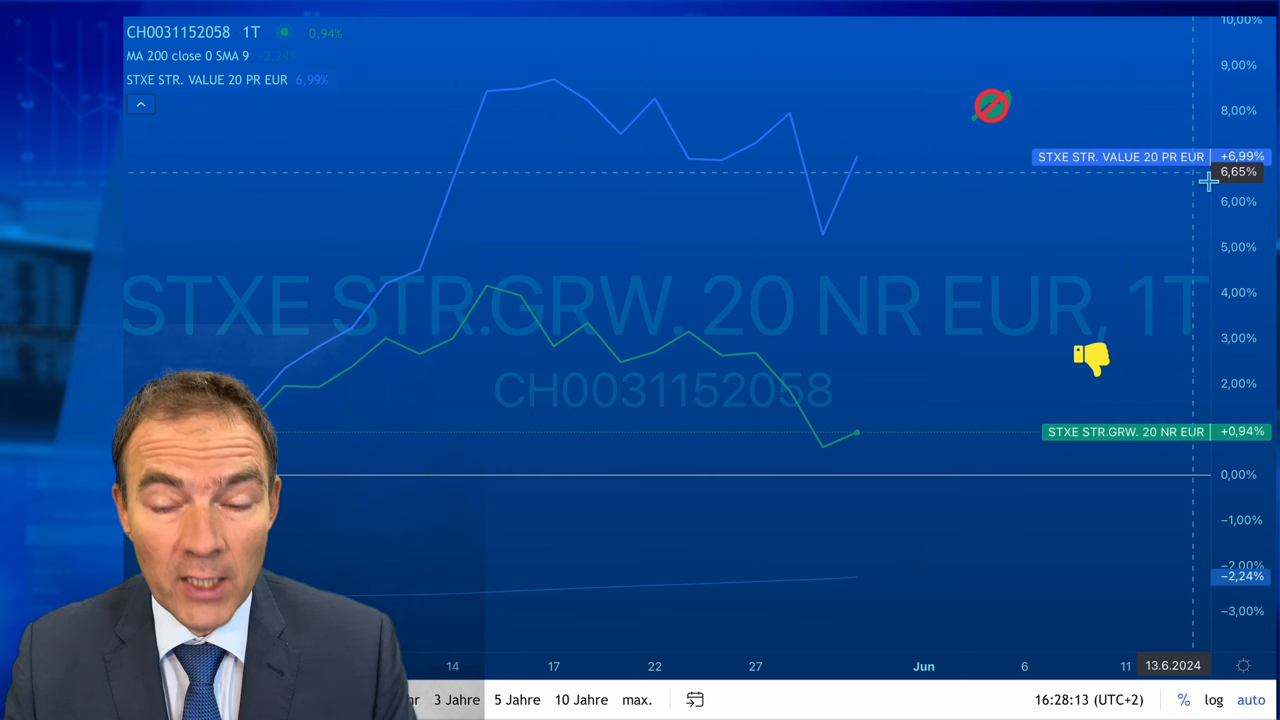 CH0031152058 1T 0,94%
MA 200 close 0 SMA 9 −2,24%
STXE STR. VALUE 20 PR EUR 6,99%
10,00%
9,00%
8,00%
STXE STR. VALUE 20 PR EUR +6,99%
6,65%
6,00%
5,00%
STXE STR.GRW. 20 NR EUR, 1T
4,00%
3,00%
CH0031152058
2,00%
STXE STR.GRW. 20 NR EUR +0,94%
0,00%
−1,00%
−2,00%
−2,24%
−3,00%
14 17 22 27 Jun 6 11 13.6.2024
3 Jahre 5 Jahre 10 Jahre max. 16:28:13 (UTC+2) % log auto